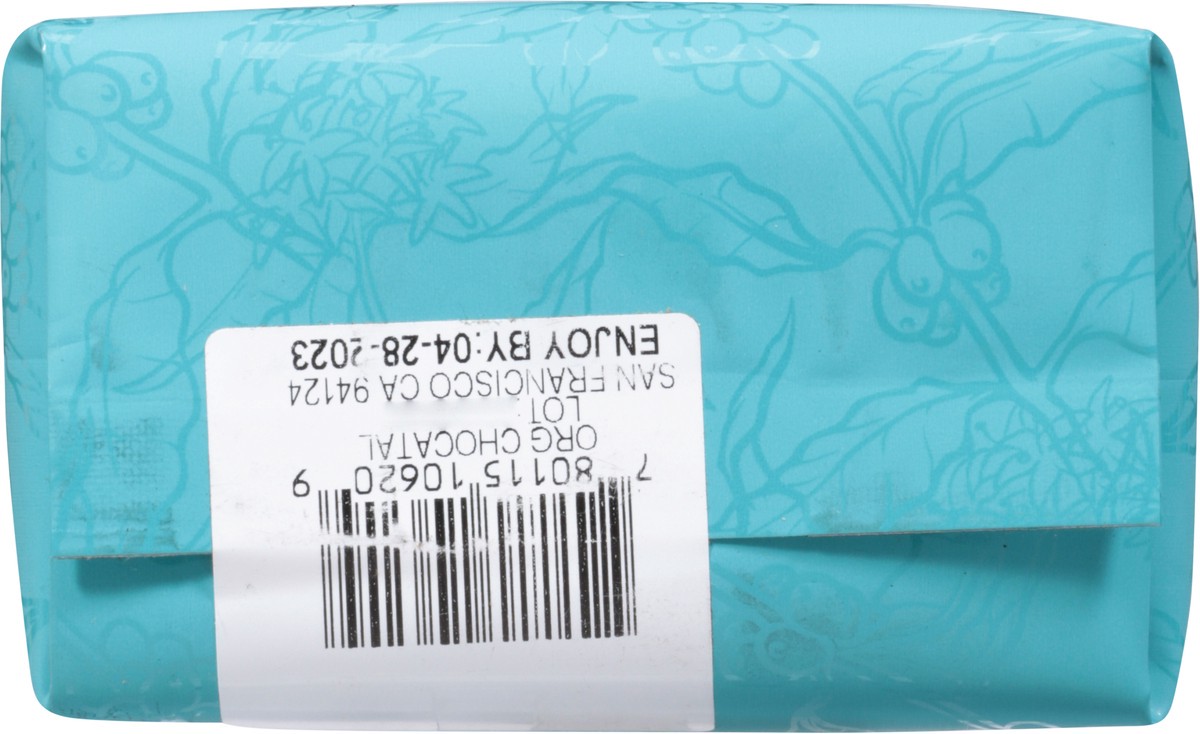 7 80115 10620 9
ORG CHOCATAL
LOT:
SAN FRANCISCO CA 94124
ENJOY BY:04-28-2023